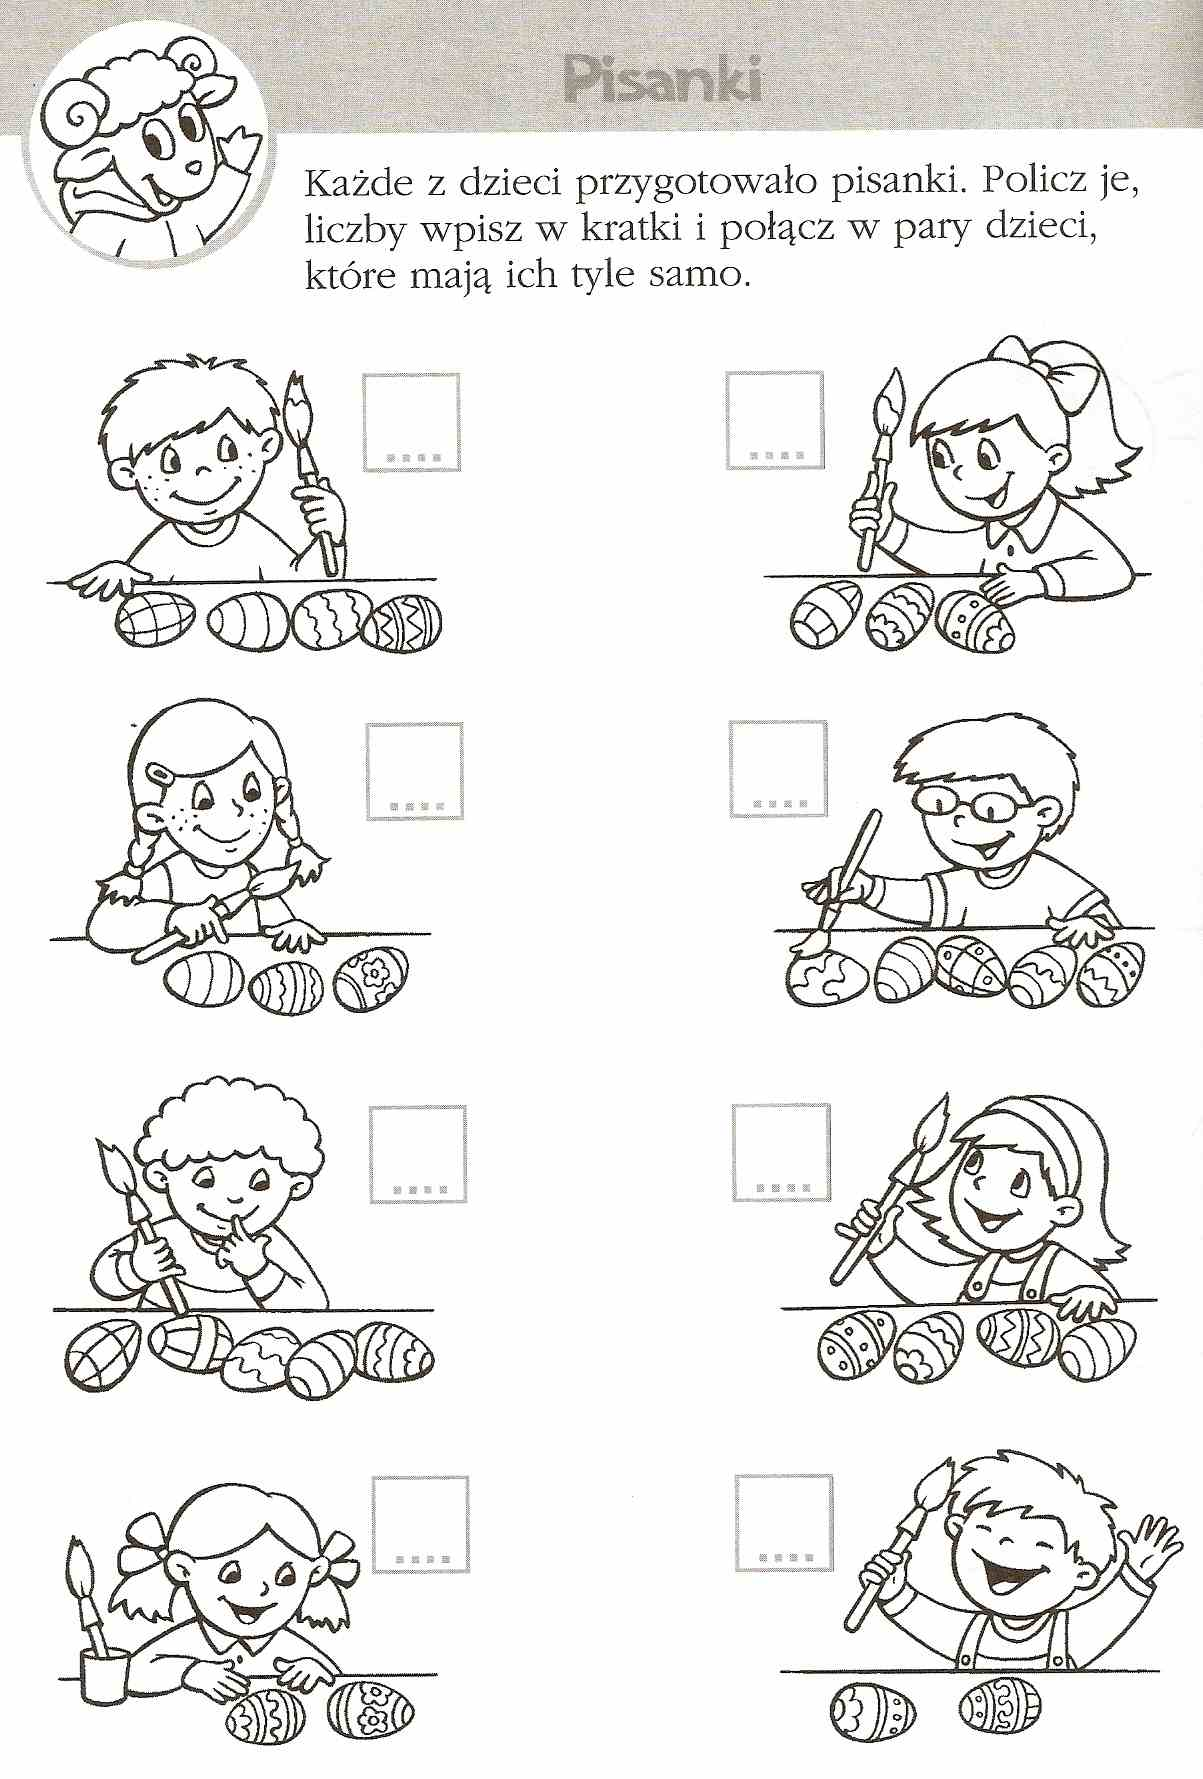 Pisanki
Każde z dzieci przygotowało pisanki. Policz je,
liczby wpisz w kratki i połącz w pary dzieci,
które mają ich tyle samo.